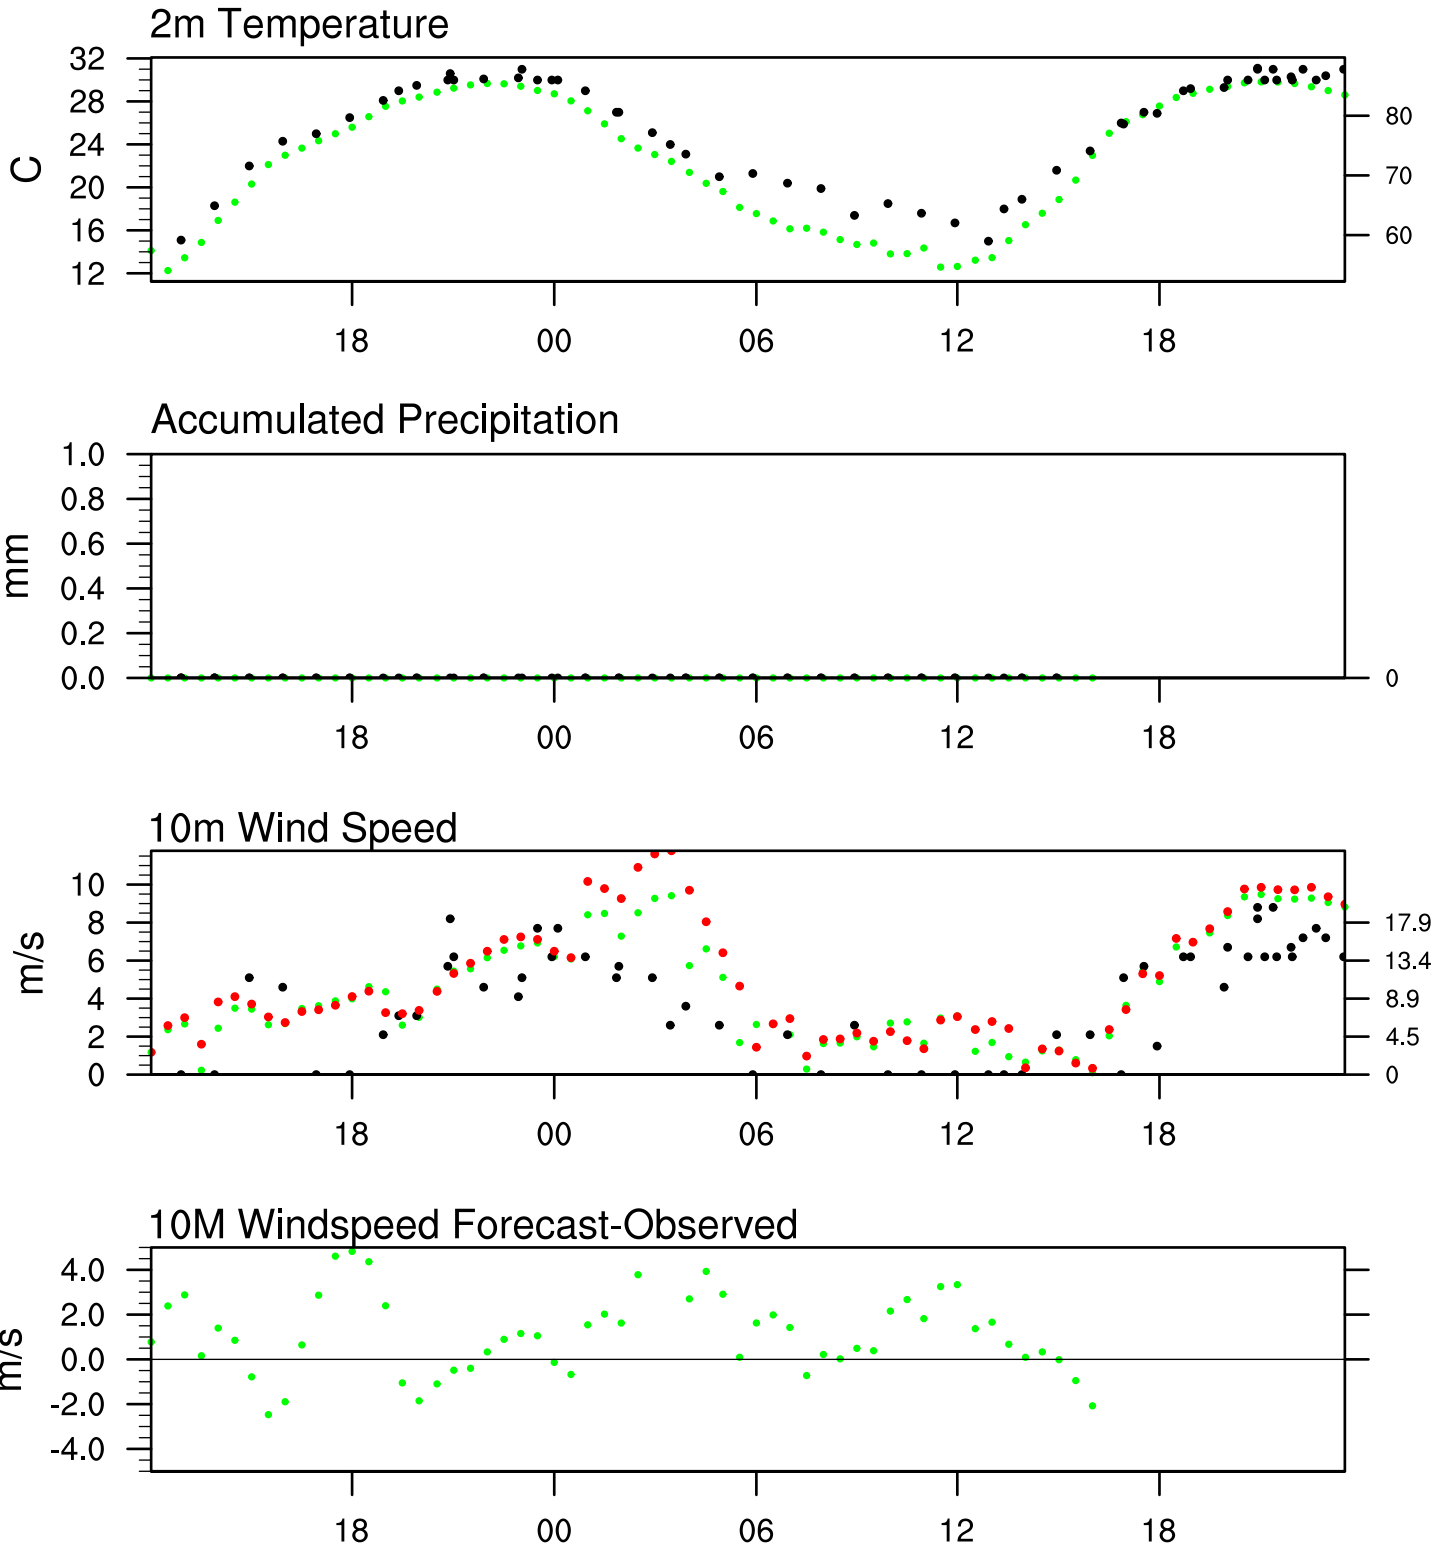 2m Temperature
32
28
24
20
16
12
C
80
70
60
18 00 06 12 18
Accumulated Precipitation
1.0
0.8
0.6
0.4
0.2
0.0
mm
0
18 00 06 12 18
10m Wind Speed
10
8
6
4
2
0
m/s
17.9
13.4
8.9
4.5
0
18 00 06 12 18
10M Windspeed Forecast-Observed
4.0
2.0
0.0
-2.0
-4.0
m/s
18 00 06 12 18